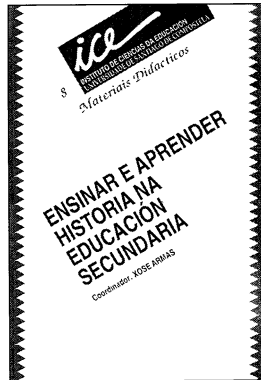 ice
INSTITUTO DE CIENCIAS DA EDUCACIÓN
UNIVERSIDADE DE SANTIAGO DE COMPOSTELA
8
Materiais Didacticos
ENSINAR E APRENDER
HISTORIA NA
EDUCACIÓN
SECUNDARIA
Coordinador: XOSE ARMAS